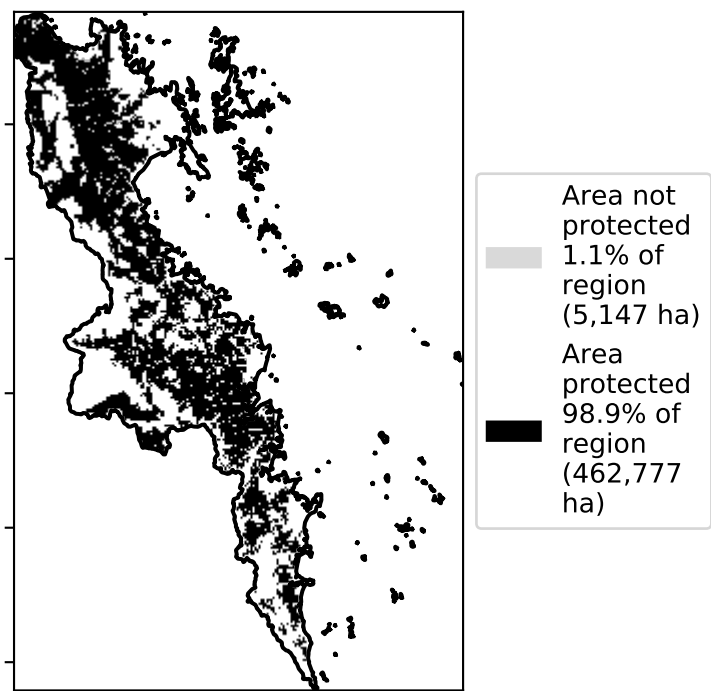 Area not
protected
1.1% of
region
(5,147 ha)
Area
protected
98.9% of
region
(462,777
ha)